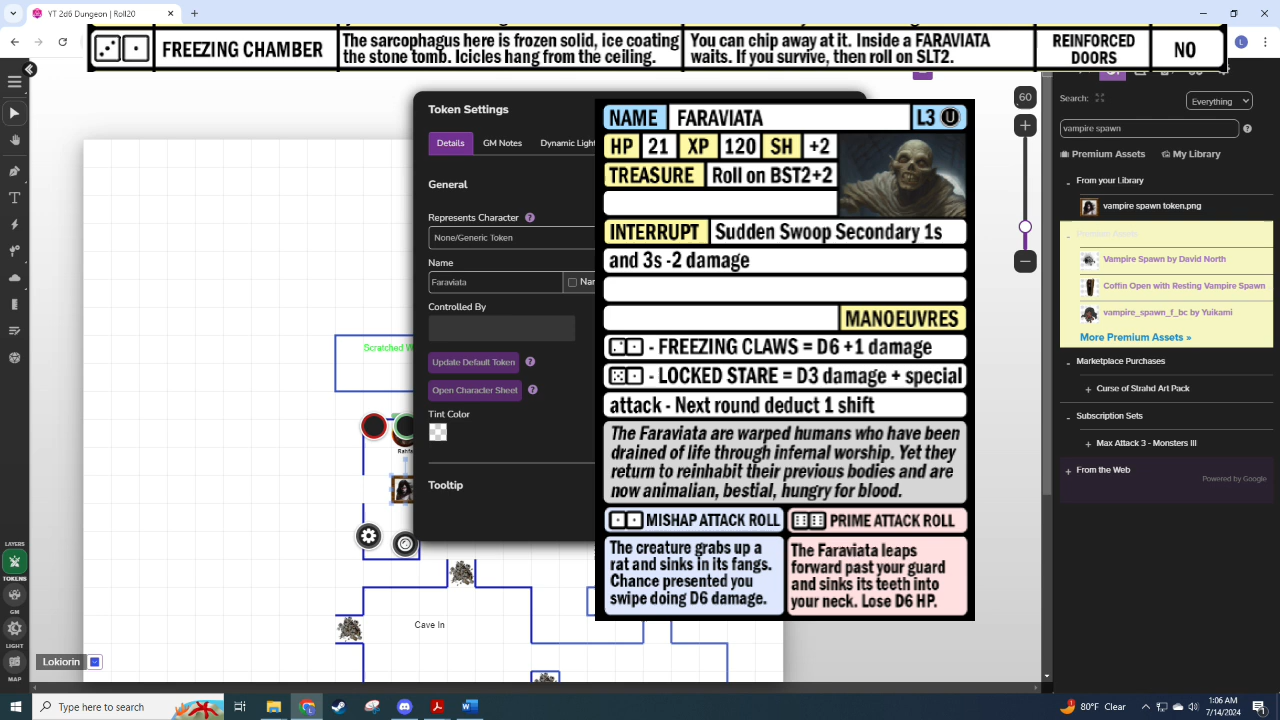 FREEZING CHAMBER
The sarcophagus here is frozen solid, ice coating
the stone tomb. Icicles hang from the ceiling.
You can chip away at it. Inside a FARAVIATA
waits. If you survive, then roll on SLT2.
REINFORCED
DOORS
NO
Token Settings
Details
GM Notes
Dynamic Light
General
Represents Character ?
None/Generic Token
Name
Faraviata
Nar
Controlled By
Update Default Token ?
Open Character Sheet ?
Tint Color
Tooltip
NAME FARAVIATA L3 U
HP 21 XP 120 SH +2
TREASURE Roll on BST2+2
INTERRUPT Sudden Swoop Secondary 1s
and 3s -2 damage
MANOEUVRES
- FREEZING CLAWS = D6 +1 damage
- LOCKED STARE = D3 damage + special
attack - Next round deduct 1 shift
The Faraviata are warped humans who have been
drained of life through infernal worship. Yet they
return to reinhabit their previous bodies and are
now animalian, bestial, hungry for blood.
MISHAP ATTACK ROLL
The creature grabs up a
rat and sinks in its fangs.
Chance presented you
swipe doing D6 damage.
PRIME ATTACK ROLL
The Faraviata leaps
forward past your guard
and sinks its teeth into
your neck. Lose D6 HP.
Scratched W
Rahfa
Cave In
LAYERS
TOKENS
GM
LIGHT
MAP
Lokiorin
60
L
Search:
Everything
vampire spawn
?
Premium Assets
My Library
From your Library
vampire spawn token.png
Premium Assets
Vampire Spawn by David North
Coffin Open with Resting Vampire Spawn
vampire_spawn_f_bc by Yuikami
More Premium Assets »
Marketplace Purchases
Curse of Strahd Art Pack
Subscription Sets
Max Attack 3 - Monsters III
From the Web
Powered by Google
Type here to search
1:06 AM